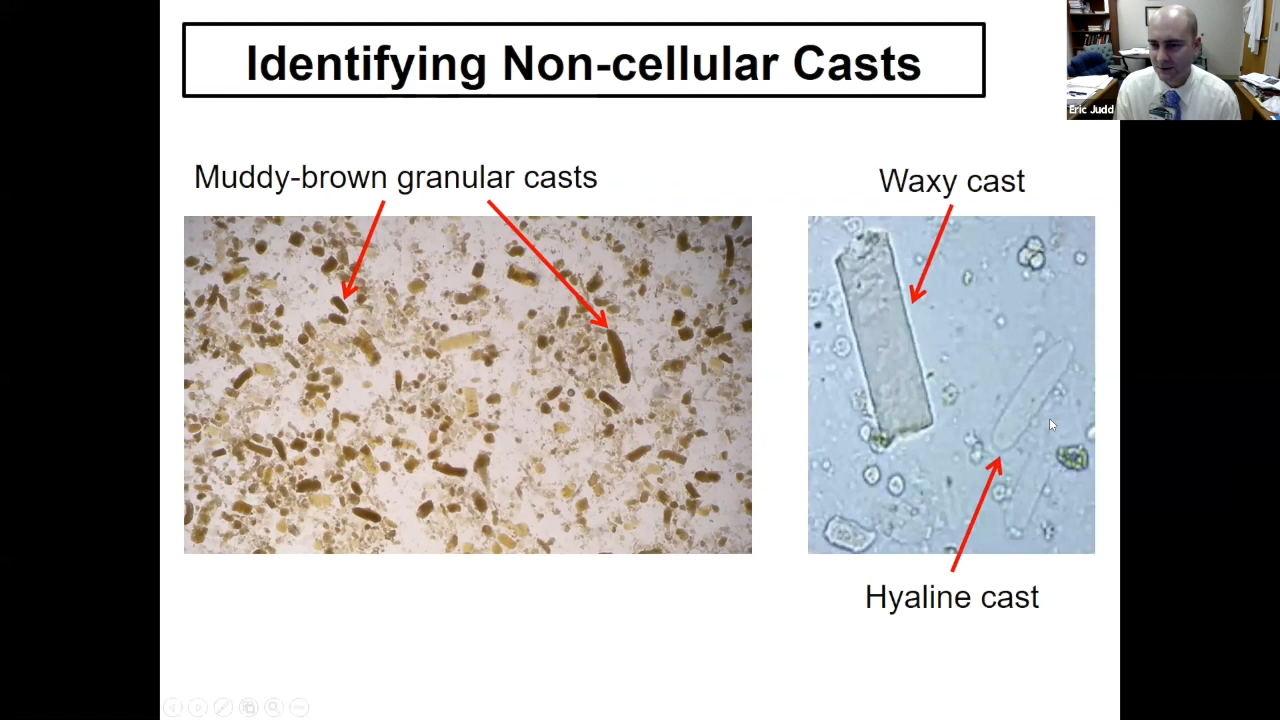 Identifying Non-cellular Casts
Eric Judd
Muddy-brown granular casts
Waxy cast
Hyaline cast